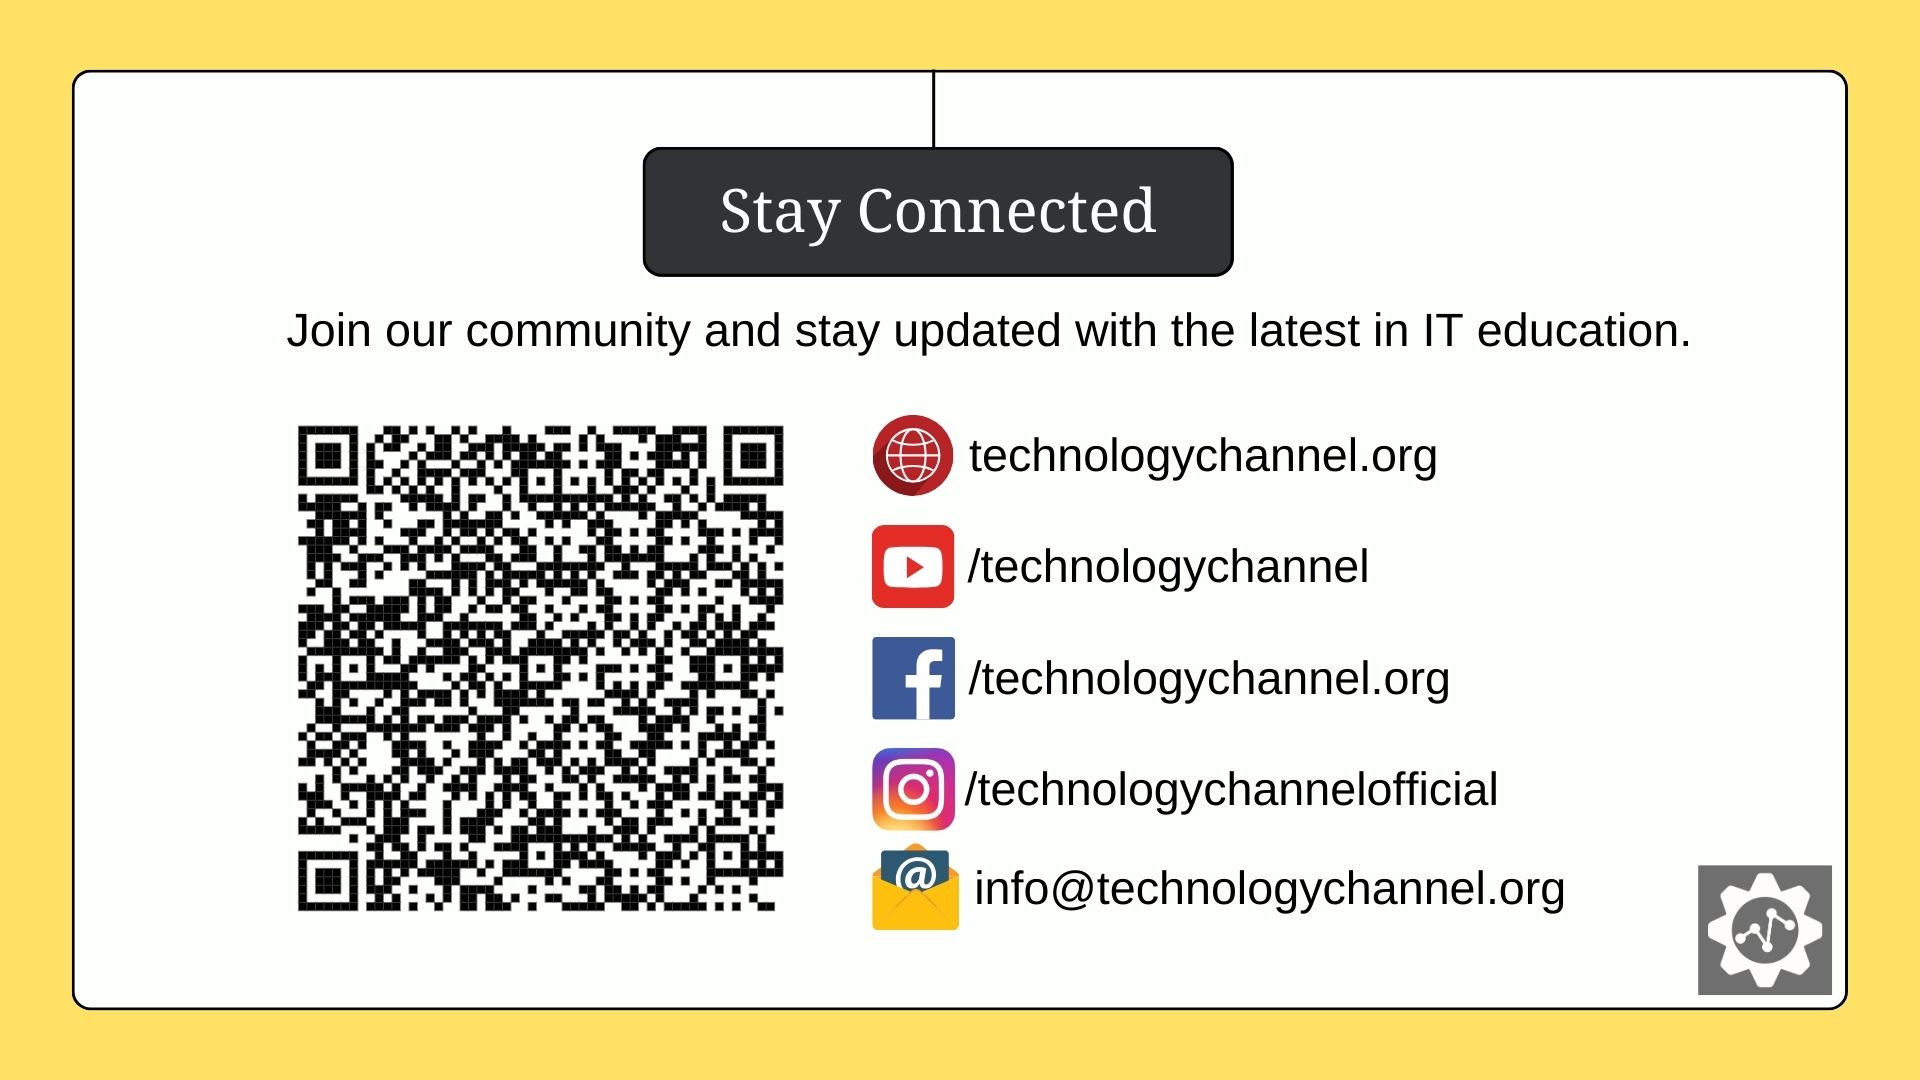 Stay Connected
Join our community and stay updated with the latest in IT education.
technologychannel.org
/technologychannel
/technologychannel.org
/technologychannelofficial
@
info@technologychannel.org